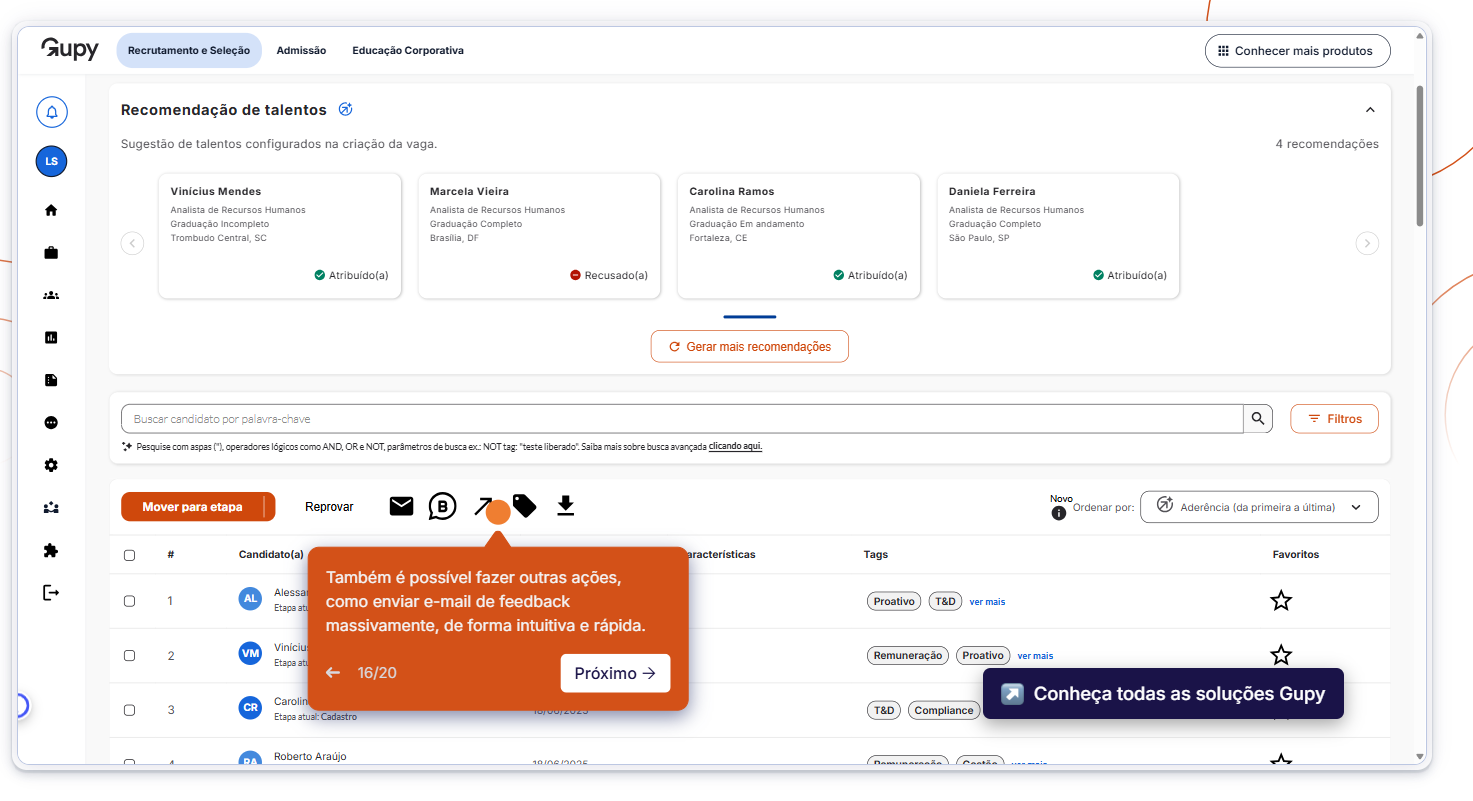 Gupy
Recrutamento e Seleção
Admissão
Educação Corporativa
Conhecer mais produtos
LS
Recomendação de talentos
Sugestão de talentos configurados na criação da vaga.
4 recomendações
Vinícius Mendes
Analista de Recursos Humanos
Graduação Incompleto
Trombudo Central, SC
Atribuído(a)
Marcela Vieira
Analista de Recursos Humanos
Graduação Completo
Brasília, DF
Recusado(a)
Carolina Ramos
Analista de Recursos Humanos
Graduação Em andamento
Fortaleza, CE
Atribuído(a)
Daniela Ferreira
Analista de Recursos Humanos
Graduação Completo
São Paulo, SP
Atribuído(a)
Gerar mais recomendações
Buscar candidato por palavra-chave
Filtros
Pesquise com aspas ("), operadores lógicos como AND, OR e NOT, parâmetros de busca ex.: NOT tag: "teste liberado". Saiba mais sobre busca avançada clicando aqui.
Mover para etapa
Reprovar
B
Novo
Ordenar por:
Aderência (da primeira a última)
#
Candidato(a)
aracterísticas
Tags
Favoritos
1
AL
Alessa
Etapa atu
Proativo
T&D
ver mais
2
VM
Viníciu
Etapa atu
Remuneração
Proativo
ver mais
3
CR
Carolin
Etapa atual: Cadastro
18/06/2025
T&D
Compliance
4
RA
Roberto Araújo
18/06/2025
Remuneração
Gestão
ver mais
Também é possível fazer outras ações,
como enviar e-mail de feedback
massivamente, de forma intuitiva e rápida.
← 16/20
Próximo →
Conheça todas as soluções Gupy